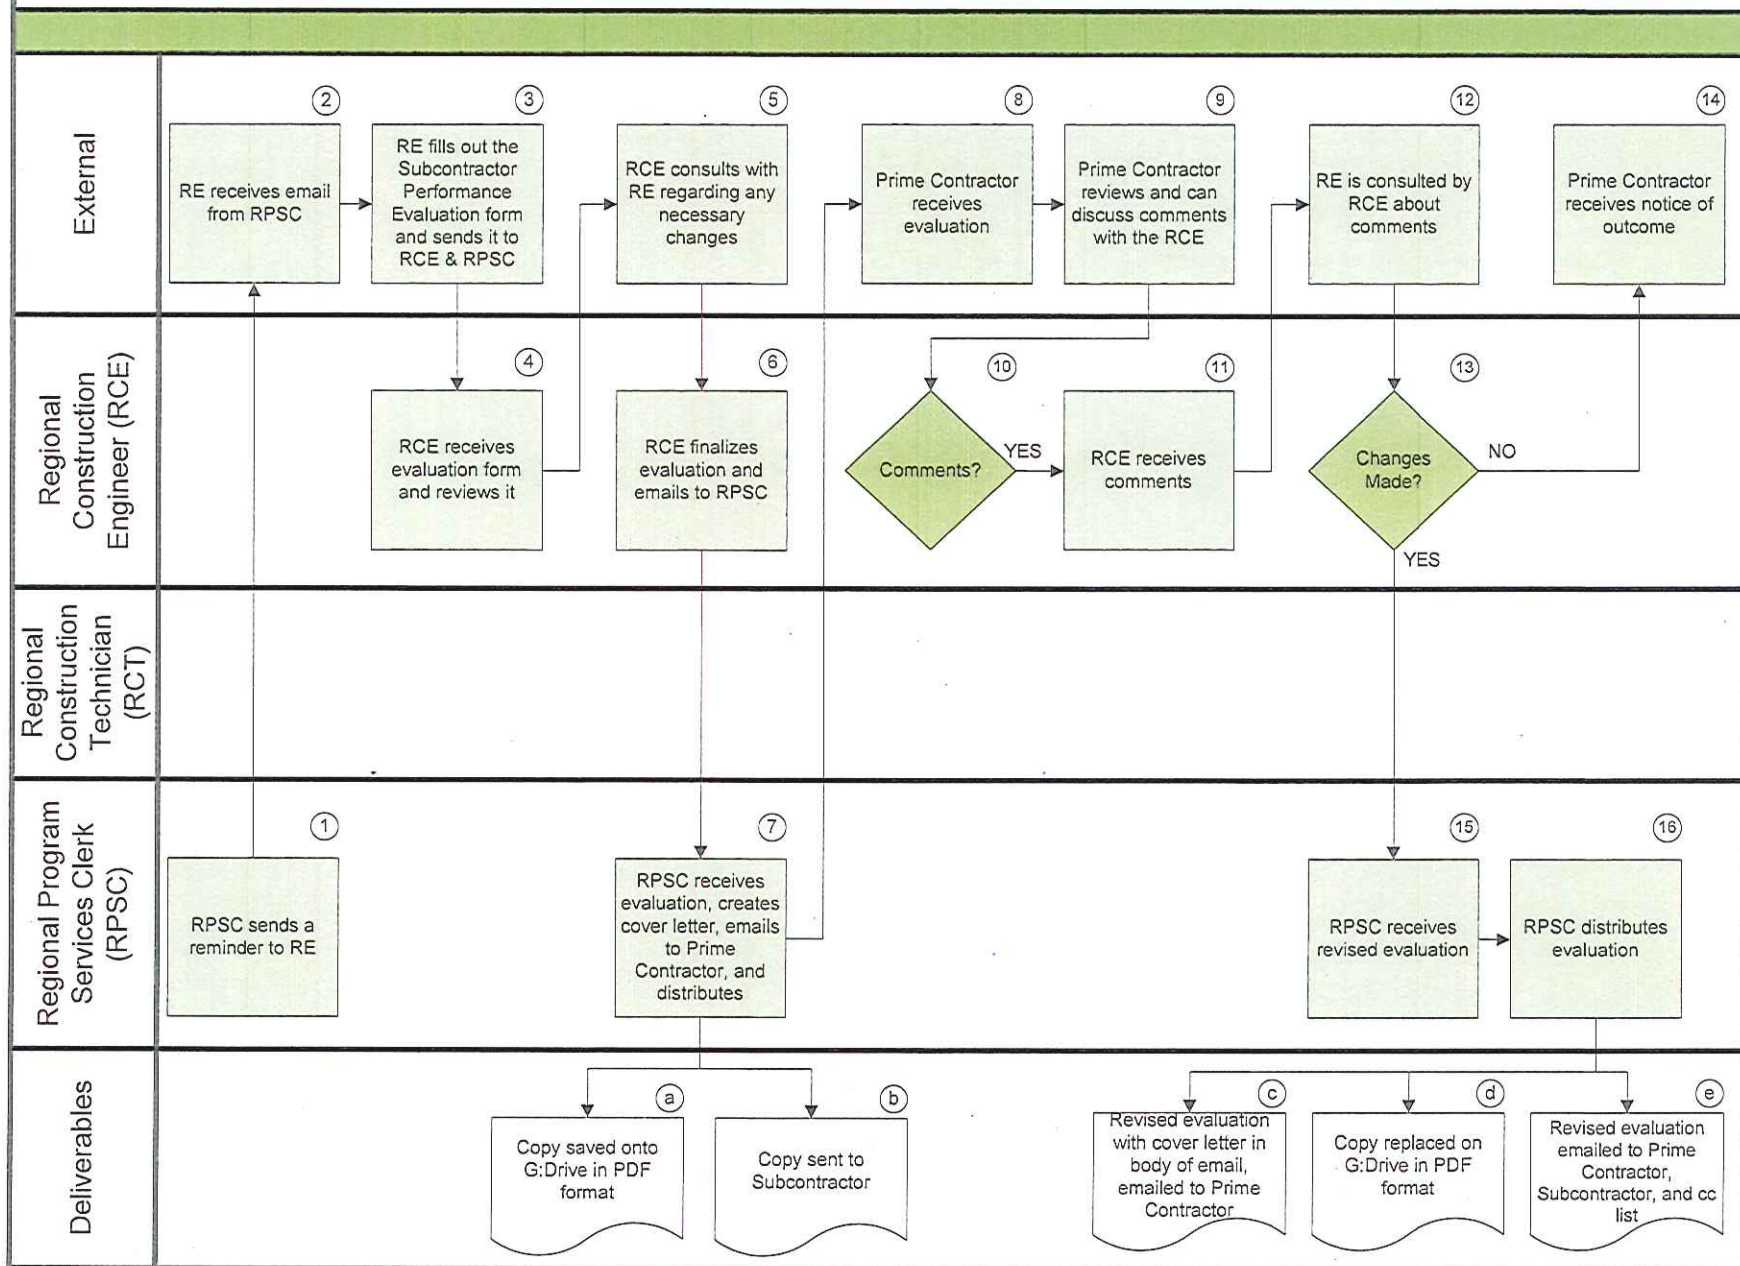 External
2
RE receives email
from RPSC
3
RE fills out the
Subcontractor
Performance
Evaluation form
and sends it to
RCE & RPSC
5
RCE consults with
RE regarding any
necessary
changes
8
Prime Contractor
receives
evaluation
9
Prime Contractor
reviews and can
discuss comments
with the RCE
12
RE is consulted by
RCE about
comments
14
Prime Contractor
receives notice of
outcome
Regional
Construction
Engineer (RCE)
4
RCE receives
evaluation form
and reviews it
6
RCE finalizes
evaluation and
emails to RPSC
10
Comments?
YES
11
RCE receives
comments
13
Changes
Made?
NO
YES
Regional
Construction
Technician
(RCT)
Regional Program
Services Clerk
(RPSC)
1
RPSC sends a
reminder to RE
7
RPSC receives
evaluation, creates
cover letter, emails
to Prime
Contractor, and
distributes
15
RPSC receives
revised evaluation
16
RPSC distributes
evaluation
Deliverables
a
Copy saved onto
G:Drive in PDF
format
b
Copy sent to
Subcontractor
c
Revised evaluation
with cover letter in
body of email,
emailed to Prime
Contractor
d
Copy replaced on
G:Drive in PDF
format
e
Revised evaluation
emailed to Prime
Contractor,
Subcontractor, and cc
list